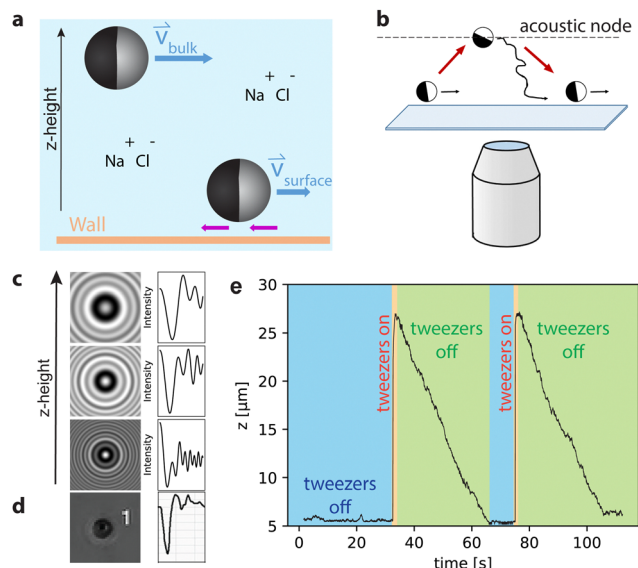 a
z-height
v bulk
+ -
Na Cl
+ -
Na Cl
v surface
Wall
b
acoustic node
c
z-height
Intensity
Intensity
Intensity
d
1
e
30
25
20
15
10
5
z [µm]
tweezers off
tweezers on
tweezers off
tweezers on
tweezers off
0 20 40 60 80 100
time [s]